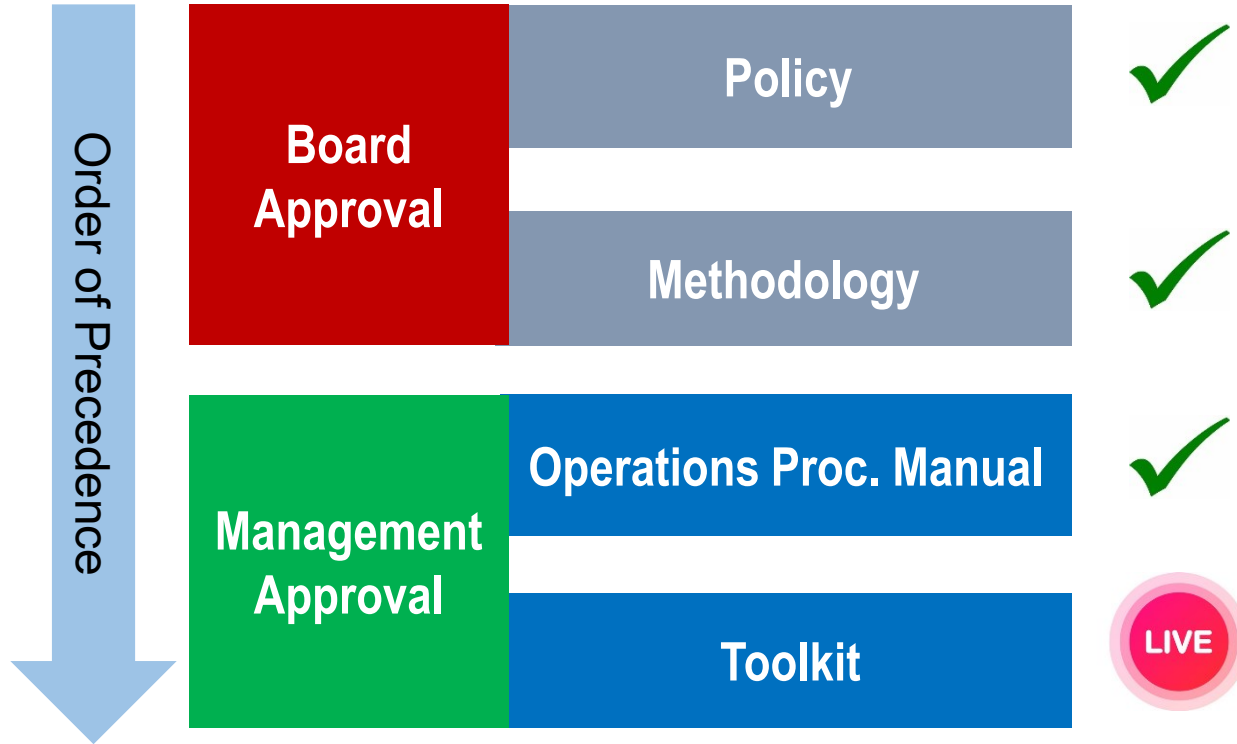 Order of Precedence
Board
Approval
Policy
Methodology
Management
Approval
Operations Proc. Manual
Toolkit
LIVE